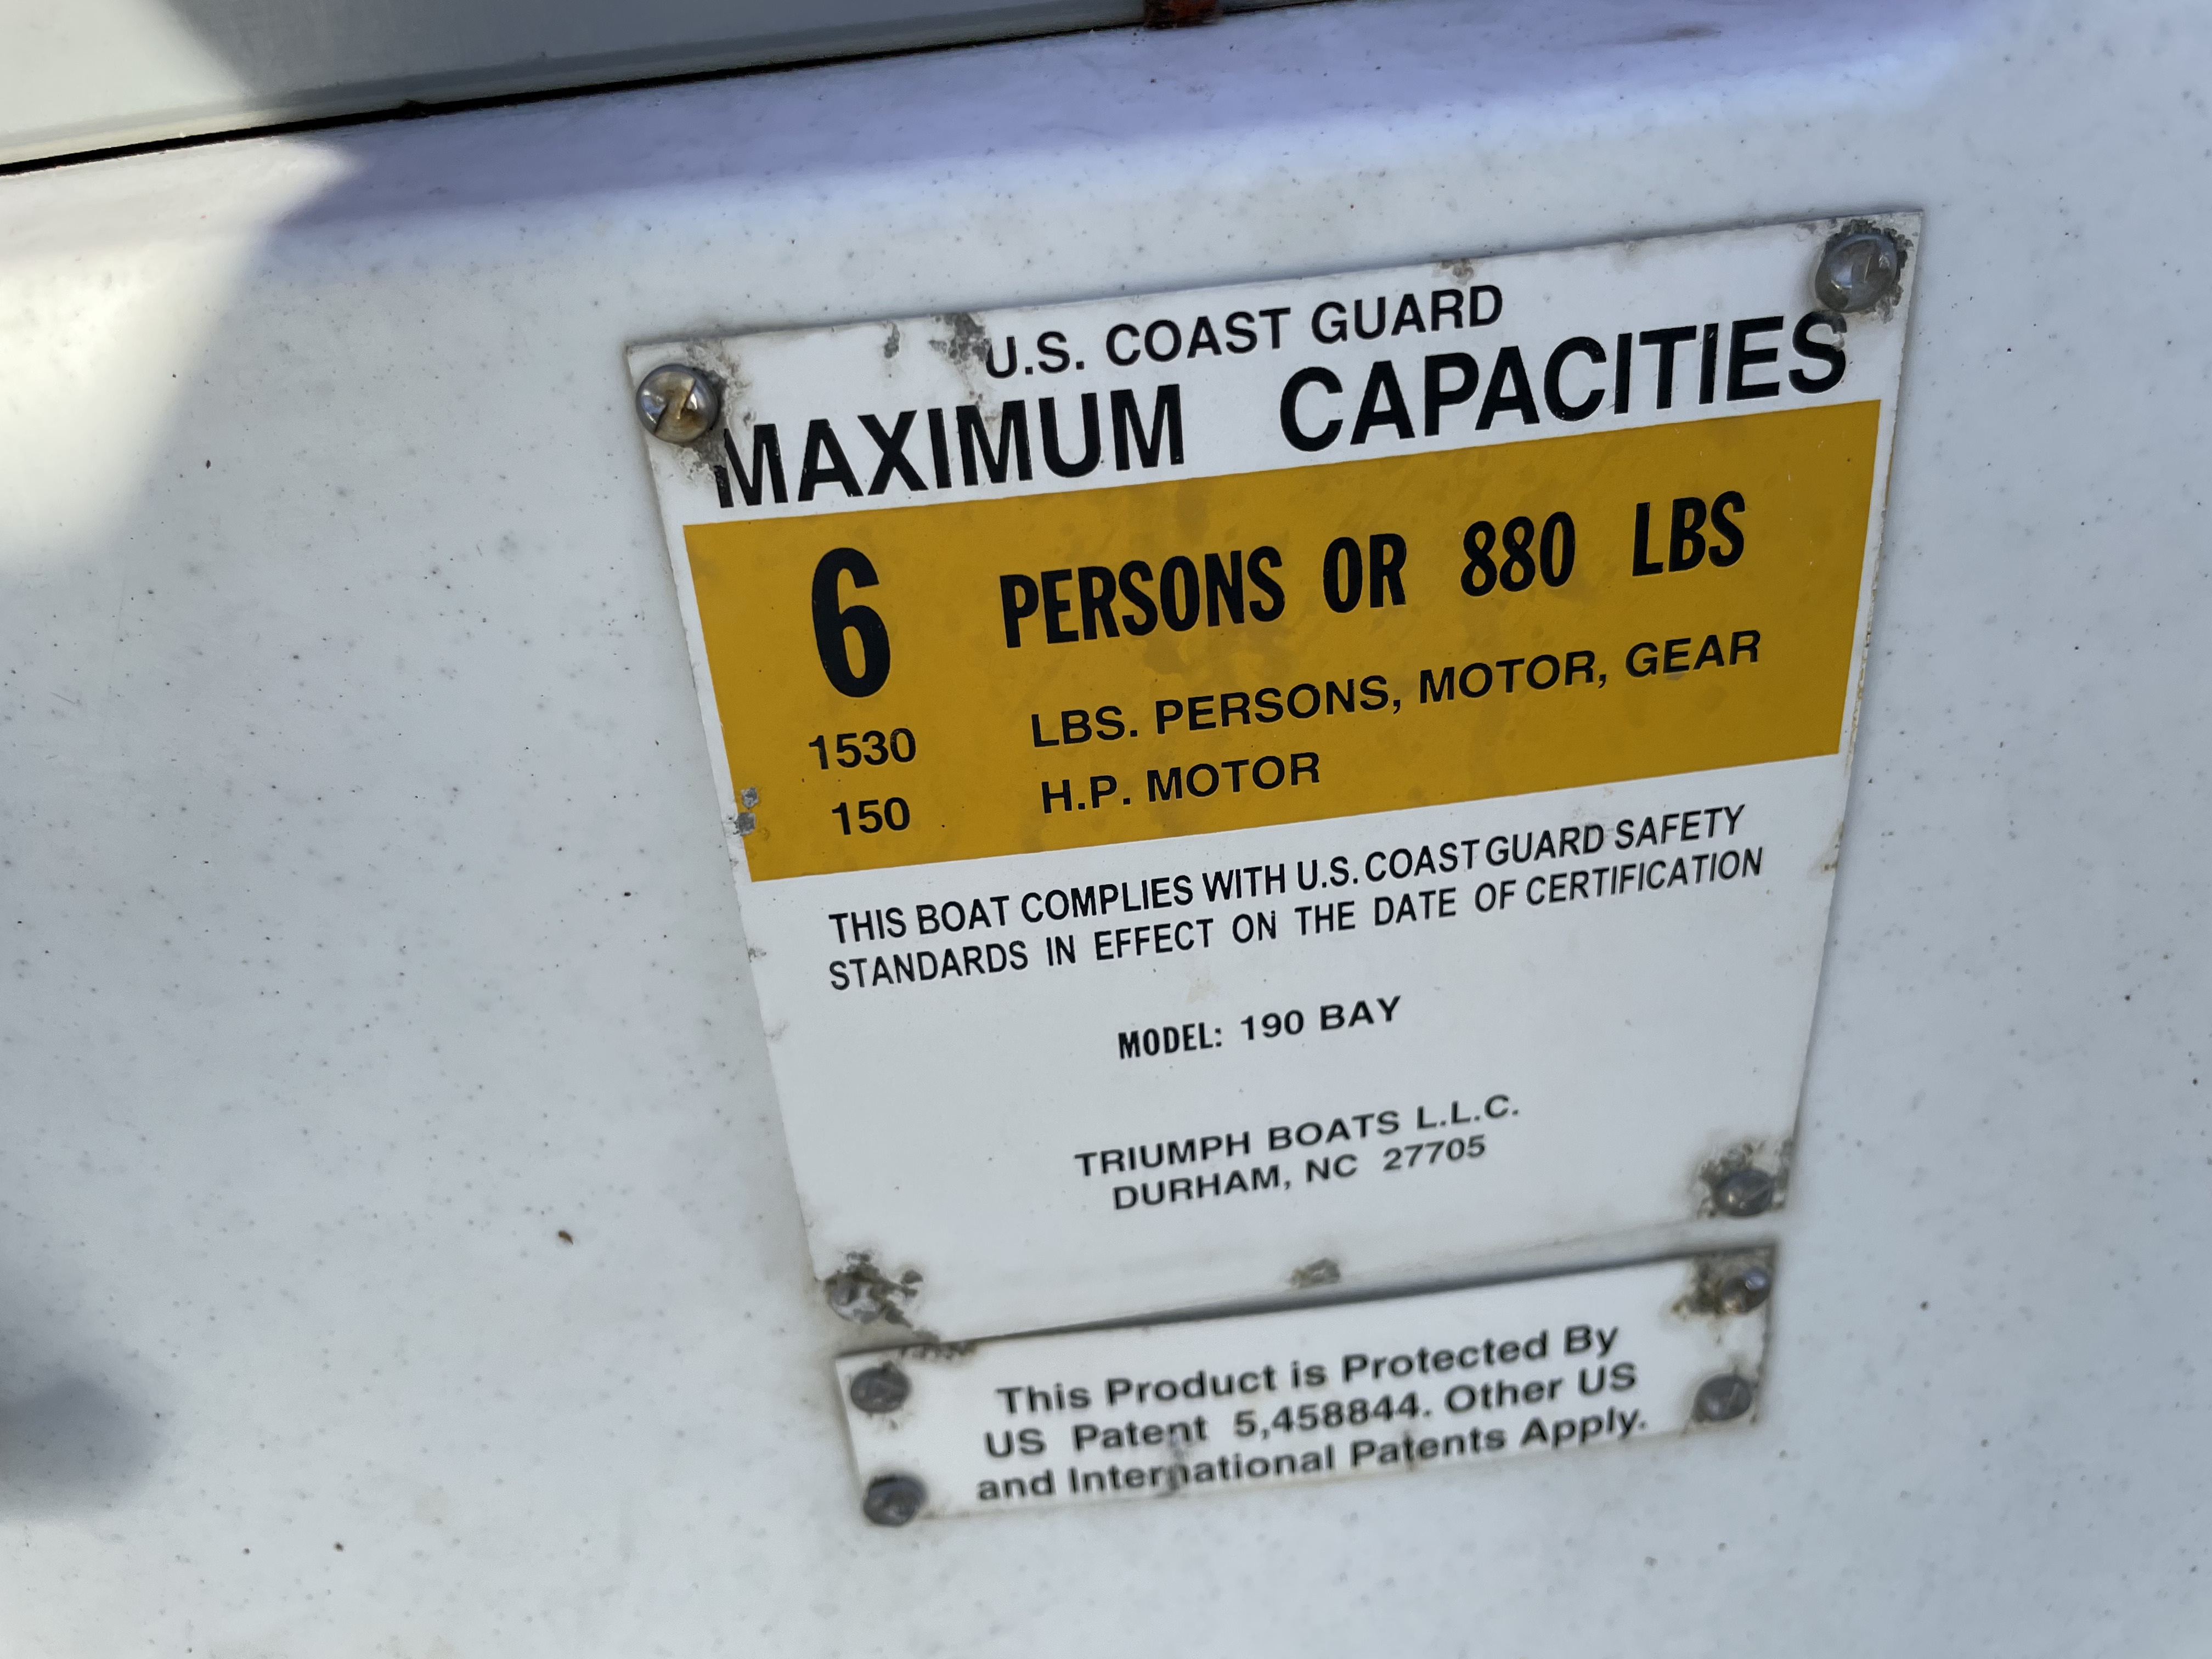 U.S. COAST GUARD
MAXIMUM CAPACITIES
6 PERSONS OR 880 LBS
1530 LBS. PERSONS, MOTOR, GEAR
150 H.P. MOTOR
THIS BOAT COMPLIES WITH U.S. COAST GUARD SAFETY
STANDARDS IN EFFECT ON THE DATE OF CERTIFICATION
MODEL: 190 BAY
TRIUMPH BOATS L.L.C.
DURHAM, NC 27705
This Product is Protected By
US Patent 5,458844. Other US
and International Patents Apply.